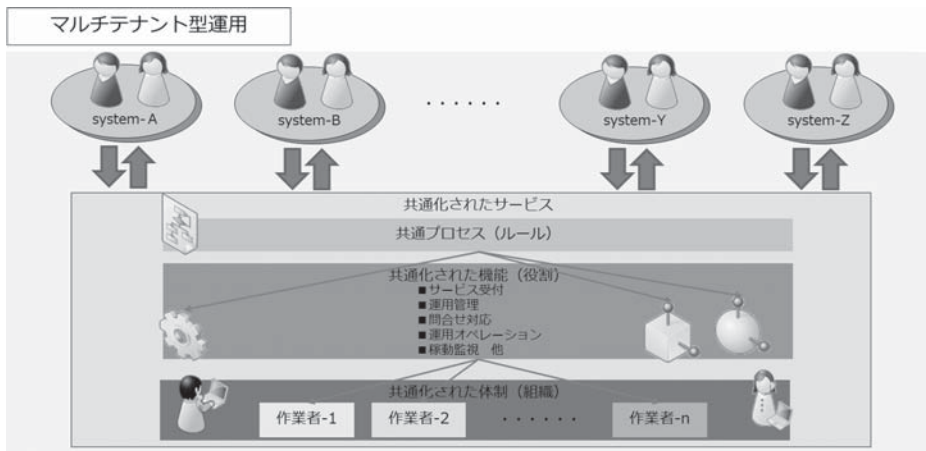 マルチテナント型運用
system-A
system-B
・・・・・・
system-Y
system-Z
共通化されたサービス
共通プロセス（ルール）
共通化された機能（役割）
■サービス受付
■運用管理
■問合せ対応
■運用オペレーション
■稼動監視　他
共通化された体制（組織）
作業者-1
作業者-2
・・・・・・
作業者-n